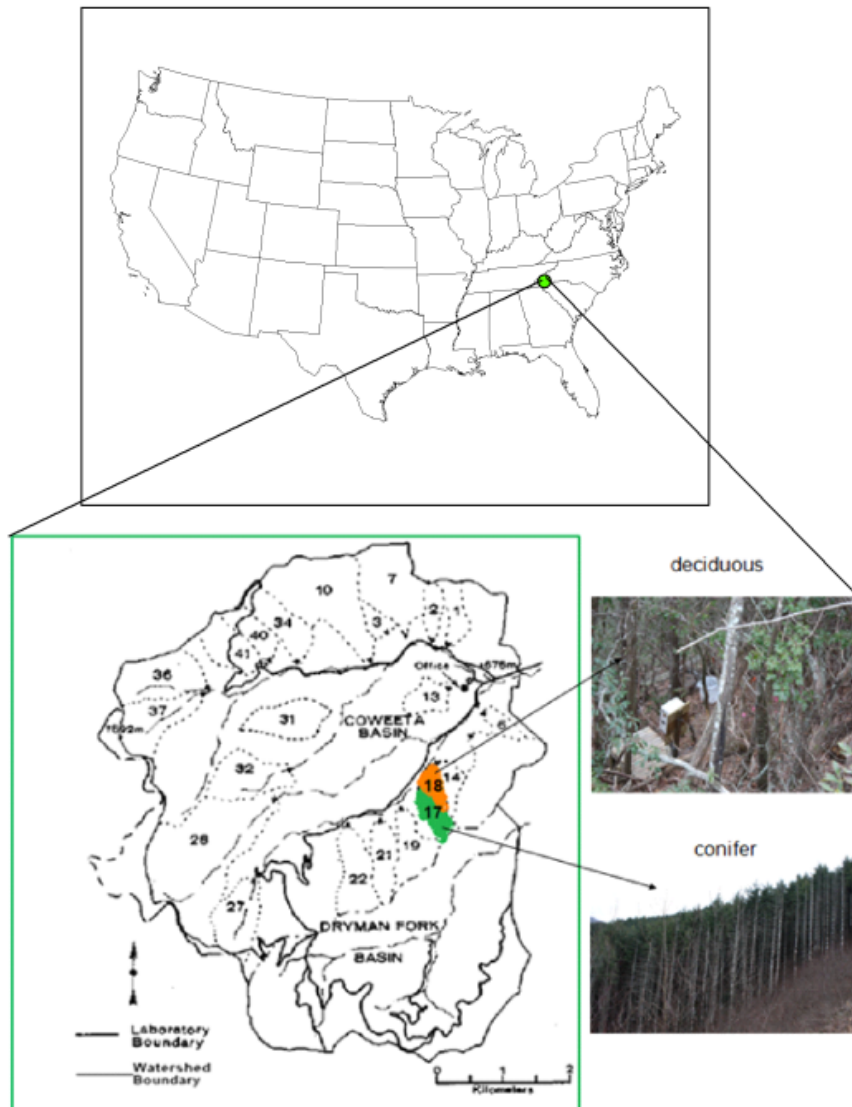 deciduous
7
10
2
1
34
3
40
41
Office
36
13
37
31
COWEETA
BASIN
6
32
14
18
17
28
19
21
22
27
DRYMAN FORK
BASIN
conifer
Laboratory
Boundary
Watershed
Boundary
0 1 2
Kilometers